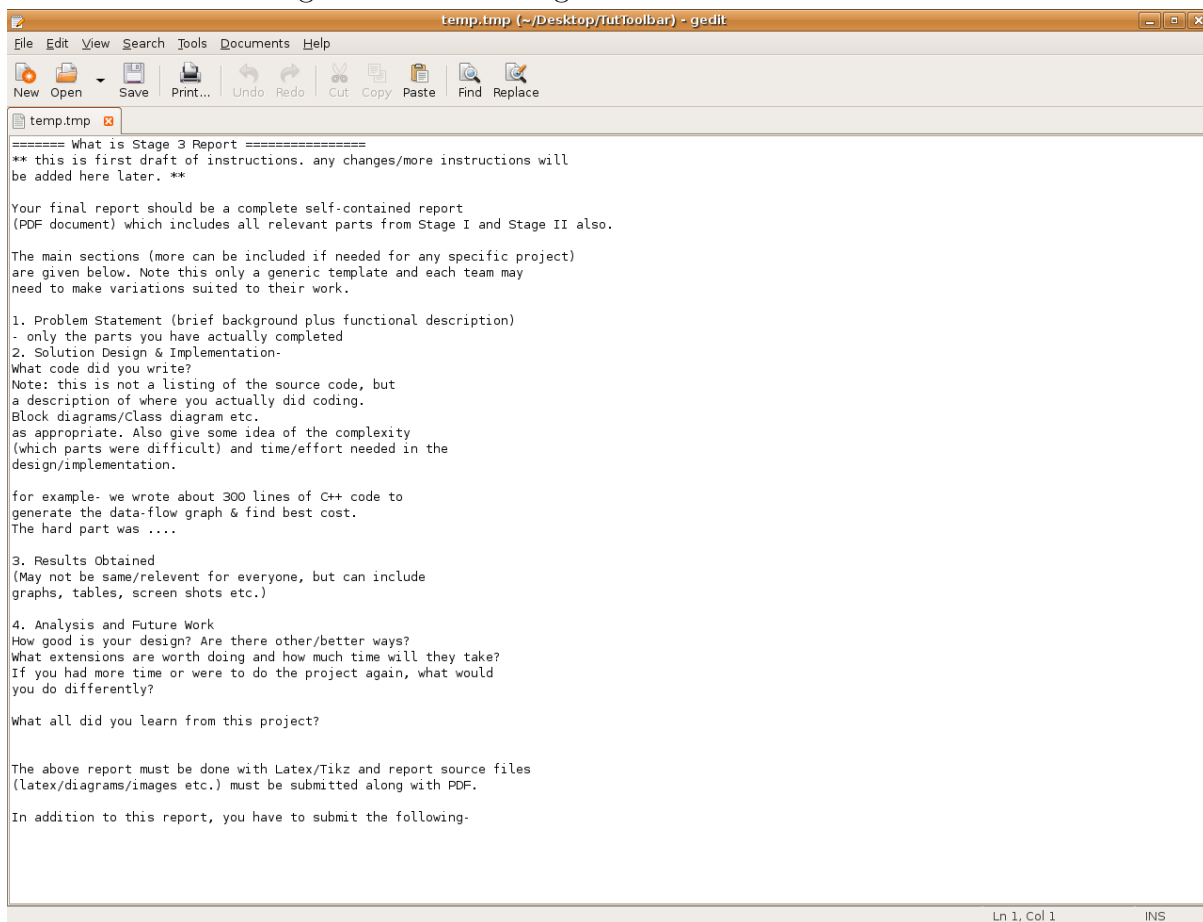 temp.tmp (~/Desktop/TutToolbar) - gedit
File Edit View Search Tools Documents Help
New Open Save Print... Undo Redo Cut Copy Paste Find Replace
temp.tmp
======= What is Stage 3 Report ================
** this is first draft of instructions. any changes/more instructions will
be added here later. **
Your final report should be a complete self-contained report
(PDF document) which includes all relevant parts from Stage I and Stage II also.
The main sections (more can be included if needed for any specific project)
are given below. Note this only a generic template and each team may
need to make variations suited to their work.
1. Problem Statement (brief background plus functional description)
- only the parts you have actually completed
2. Solution Design & Implementation-
What code did you write?
Note: this is not a listing of the source code, but
a description of where you actually did coding.
Block diagrams/Class diagram etc.
as appropriate. Also give some idea of the complexity
(which parts were difficult) and time/effort needed in the
design/implementation.
for example- we wrote about 300 lines of C++ code to
generate the data-flow graph & find best cost.
The hard part was ....
3. Results Obtained
(May not be same/relevent for everyone, but can include
graphs, tables, screen shots etc.)
4. Analysis and Future Work
How good is your design? Are there other/better ways?
What extensions are worth doing and how much time will they take?
If you had more time or were to do the project again, what would
you do differently?
What all did you learn from this project?
The above report must be done with Latex/Tikz and report source files
(latex/diagrams/images etc.) must be submitted along with PDF.
In addition to this report, you have to submit the following-
Ln 1, Col 1 INS